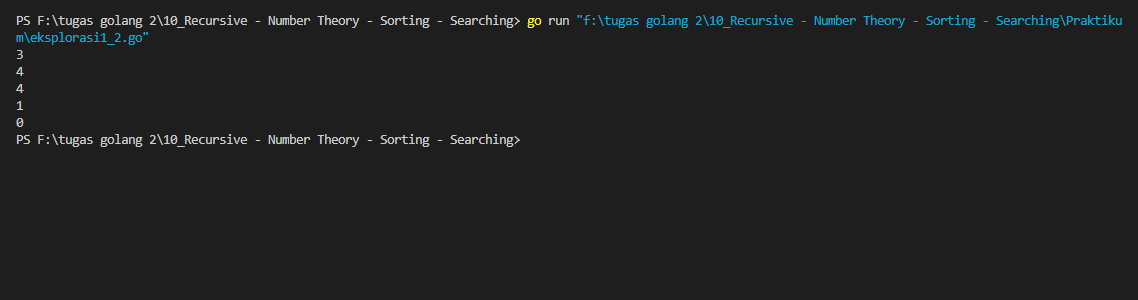 PS F:\tugas golang 2\10_Recursive - Number Theory - Sorting - Searching> go run "f:\tugas golang 2\10_Recursive - Number Theory - Sorting - Searching\Praktiku
m\eksplorasi1_2.go"
3
4
4
1
0
PS F:\tugas golang 2\10_Recursive - Number Theory - Sorting - Searching>